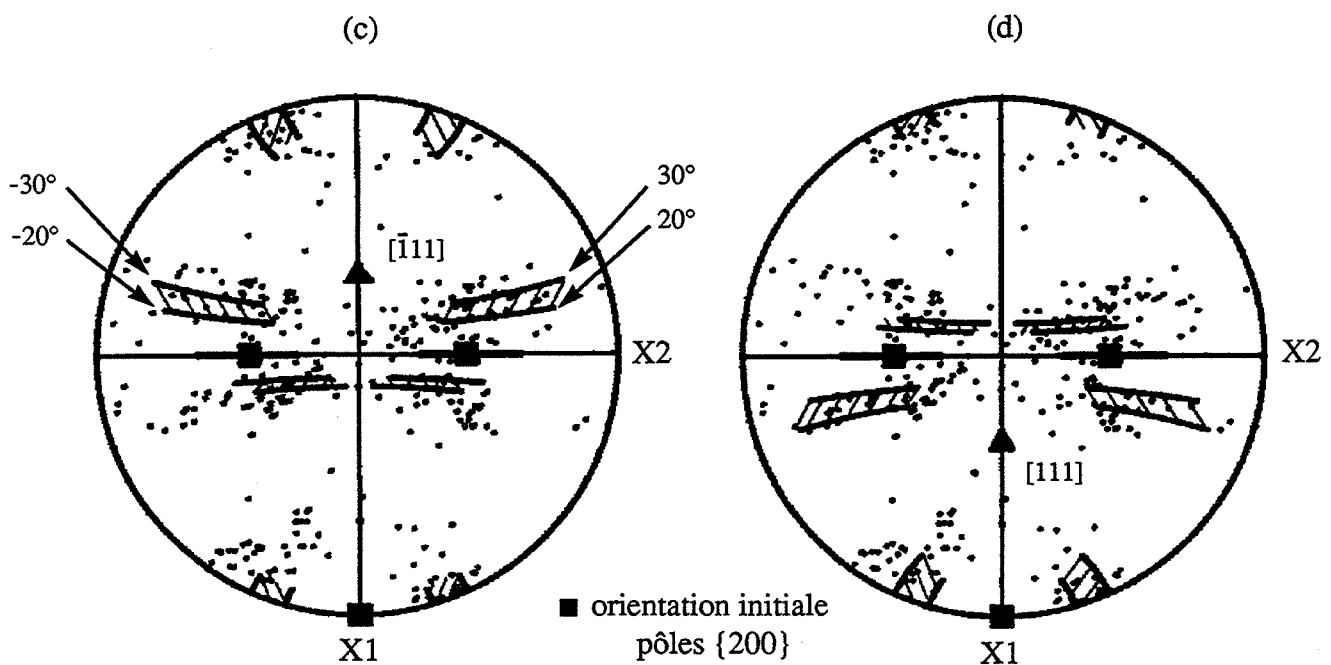 (c)
(d)
-30°
-20°
30°
20°
[1̄11]
X2
X1
[111]
X2
X1
■ orientation initiale
pôles {200}